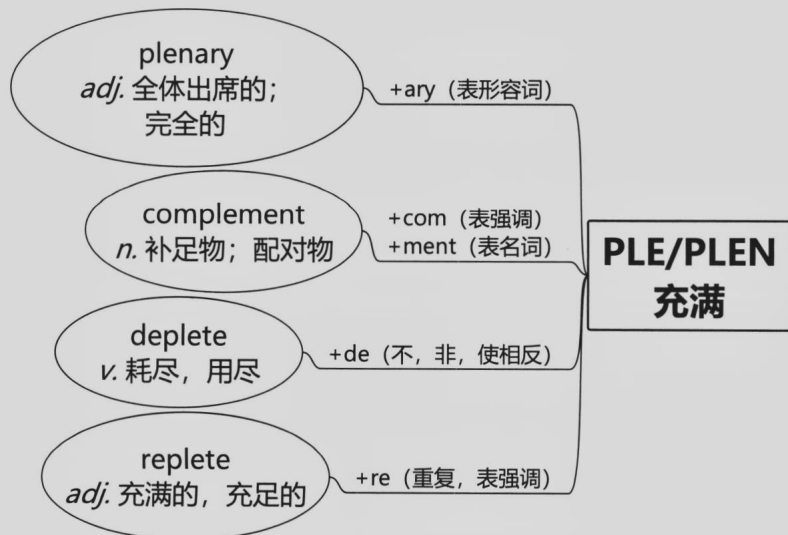 plenary
adj. 全体出席的；
完全的
+ary（表形容词）
complement
n. 补足物；配对物
+com（表强调）
+ment（表名词）
deplete
v. 耗尽，用尽
+de（不，非，使相反）
replete
adj. 充满的，充足的
+re（重复，表强调）
PLE/PLEN
充满